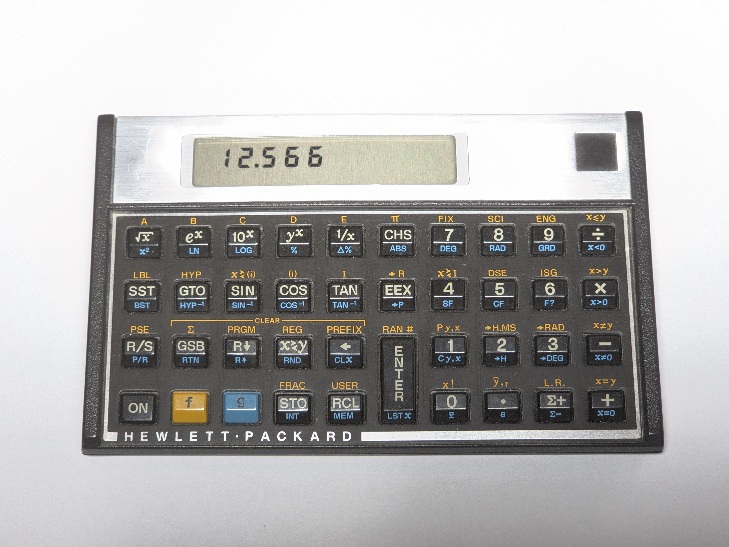 12.566
A B C D E π FIX SCI ENG x≤y
√x eˣ 10ˣ yˣ 1/x CHS 7 8 9 ÷
x² LN LOG % Δ% ABS DEG RAD GRD x<0
LBL HYP x≷(i) (i) I →R x≷I DSE ISG x>y
SST GTO SIN COS TAN EEX 4 5 6 ×
BST HYP⁻¹ SIN⁻¹ COS⁻¹ TAN⁻¹ →P SF CF F? x>0
CLEAR
PSE Σ PRGM REG PREFIX RAN # Py,x →H.MS →RAD x≠y
R/S GSB R↓ x≷y ← ENTER 1 2 3 −
P/R RTN R↑ RND CLx Cy,x →H →DEG x≠0
FRAC USER x! ŷ,r L.R. x=y
ON f g STO RCL 0 · Σ+ +
INT MEM LSTx x̄ s Σ− x=0
HEWLETT·PACKARD